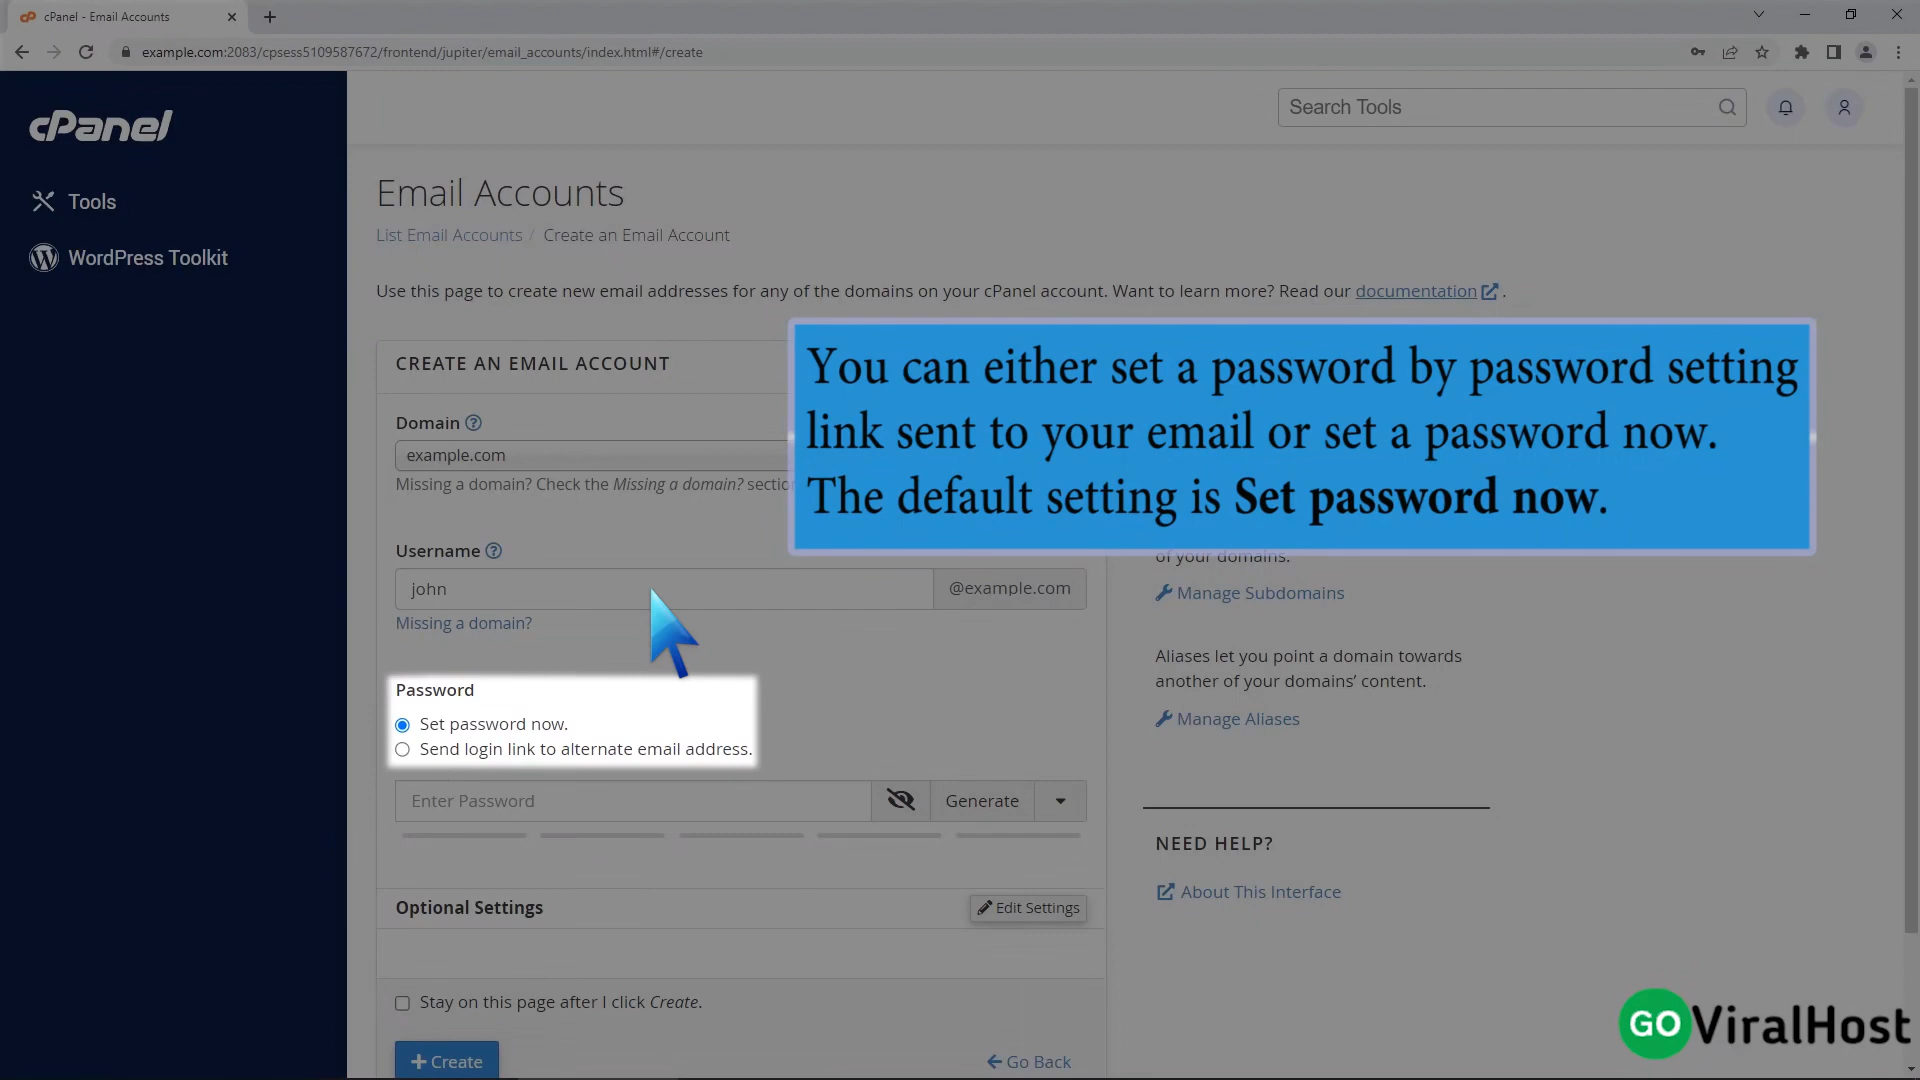 cPanel - Email Accounts
example.com:2083/cpsess5109587672/frontend/jupiter/email_accounts/index.html#/create
cPanel
Search Tools
Tools
WordPress Toolkit
Email Accounts
List Email Accounts / Create an Email Account
Use this page to create new email addresses for any of the domains on your cPanel account. Want to learn more? Read our documentation .
CREATE AN EMAIL ACCOUNT
Domain
example.com
Missing a domain? Check the Missing a domain?
You can either set a password by password setting
link sent to your email or set a password now.
The default setting is Set password now.
of your domains.
Manage Subdomains
Username
john
@example.com
Missing a domain?
Aliases let you point a domain towards
another of your domains’ content.
Manage Aliases
Password
Set password now.
Send login link to alternate email address.
Enter Password
Generate
NEED HELP?
About This Interface
Optional Settings
Edit Settings
Stay on this page after I click Create.
Create
Go Back
GO ViralHost